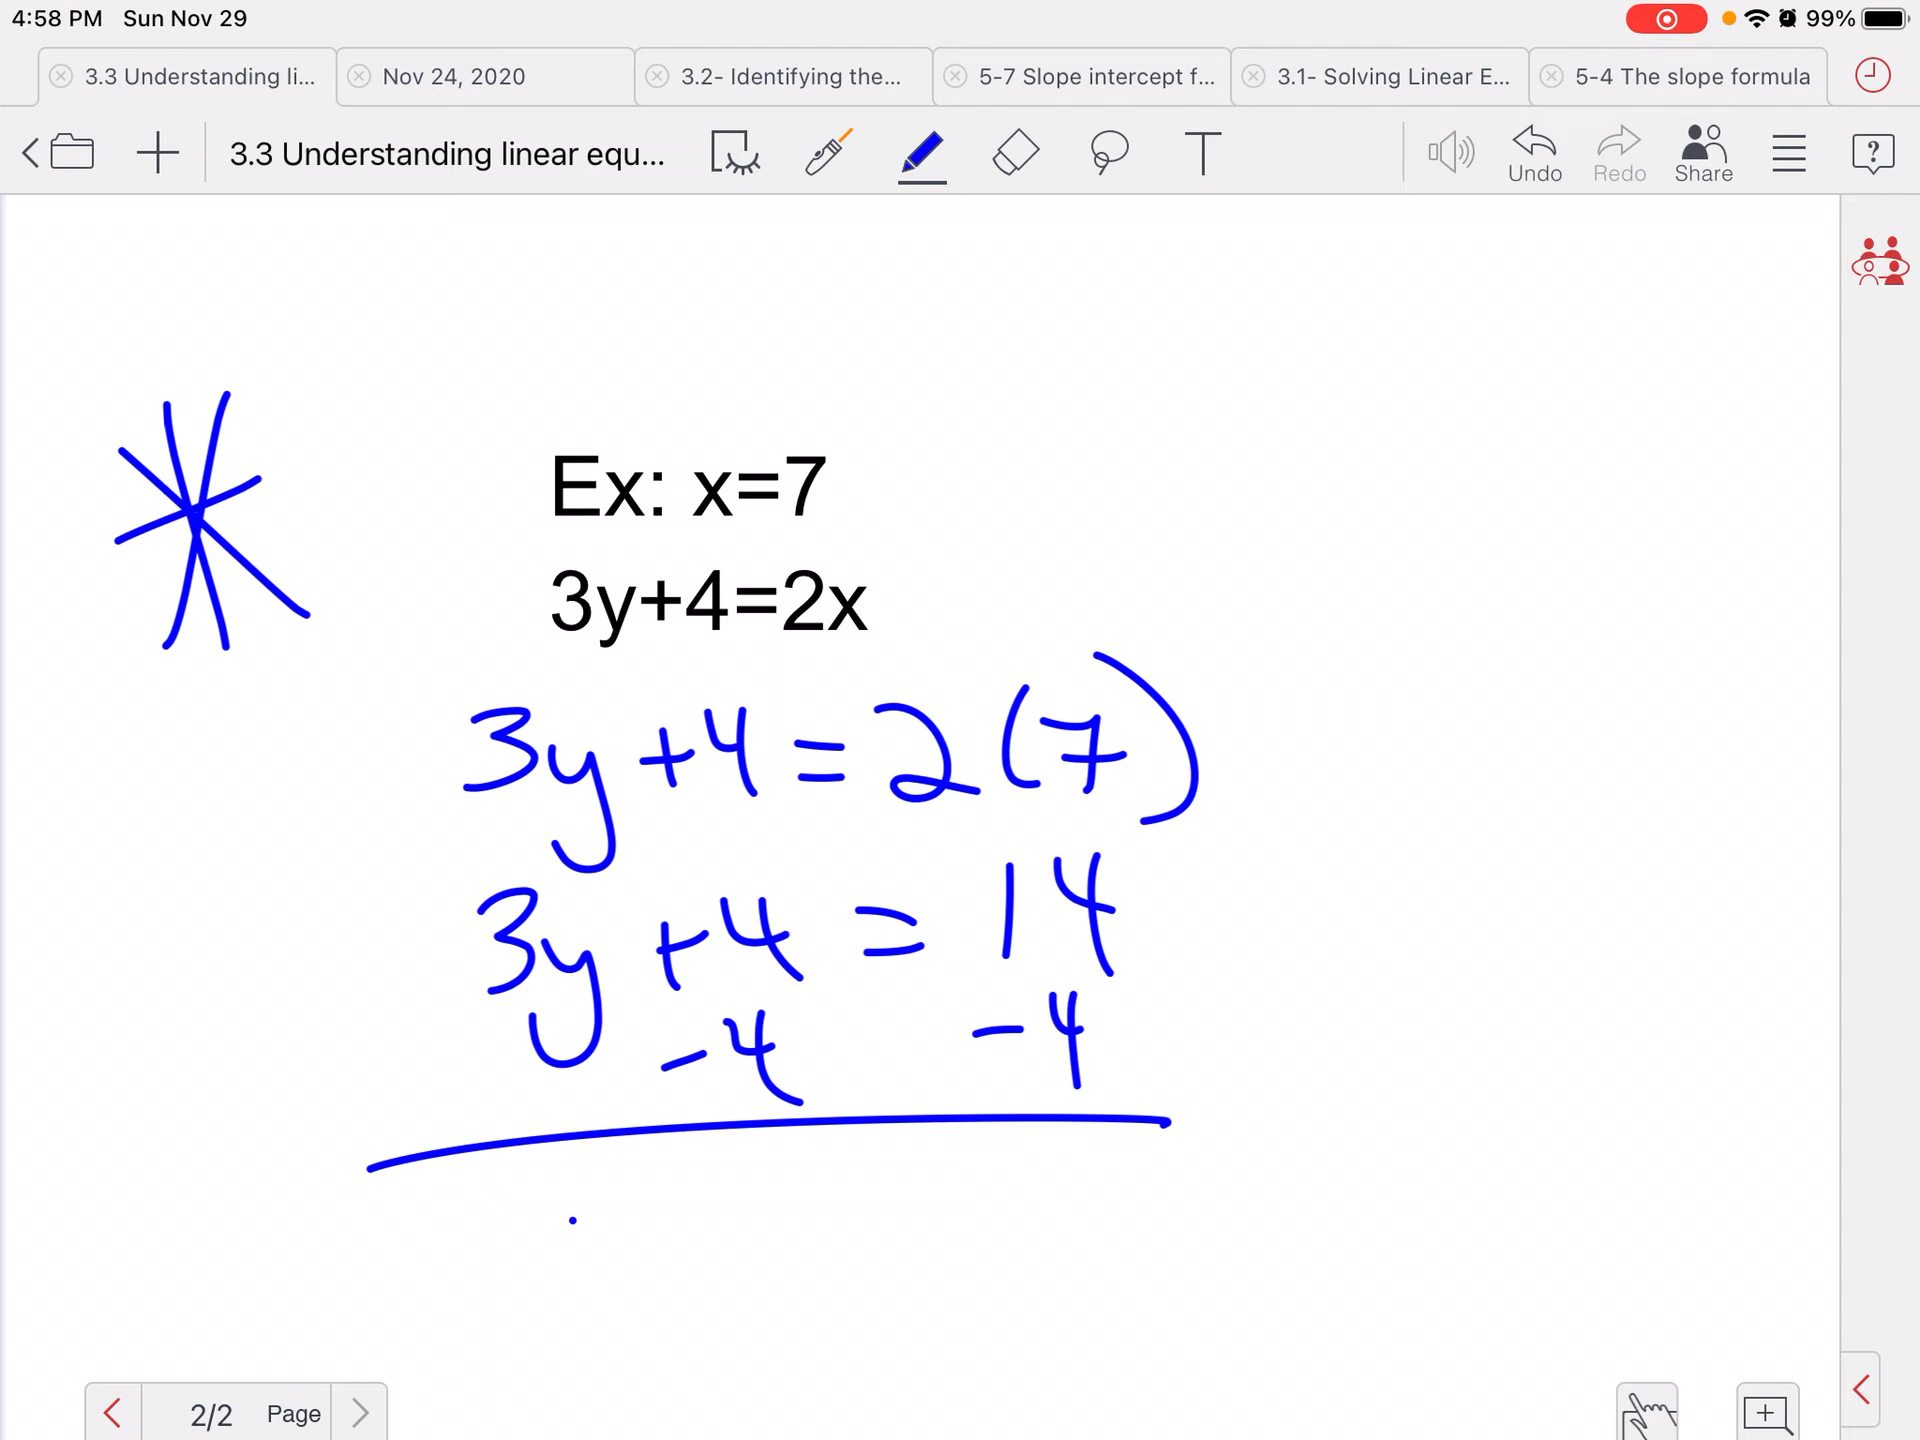 4:58 PM Sun Nov 29
99%
3.3 Understanding li...
Nov 24, 2020
3.2- Identifying the...
5-7 Slope intercept f...
3.1- Solving Linear E...
5-4 The slope formula
3.3 Understanding linear equ...
T
Undo
Redo
Share
?
Ex: x=7
3y+4=2x
3y+4=2(7)
3y+4=14
-4 -4
2/2 Page